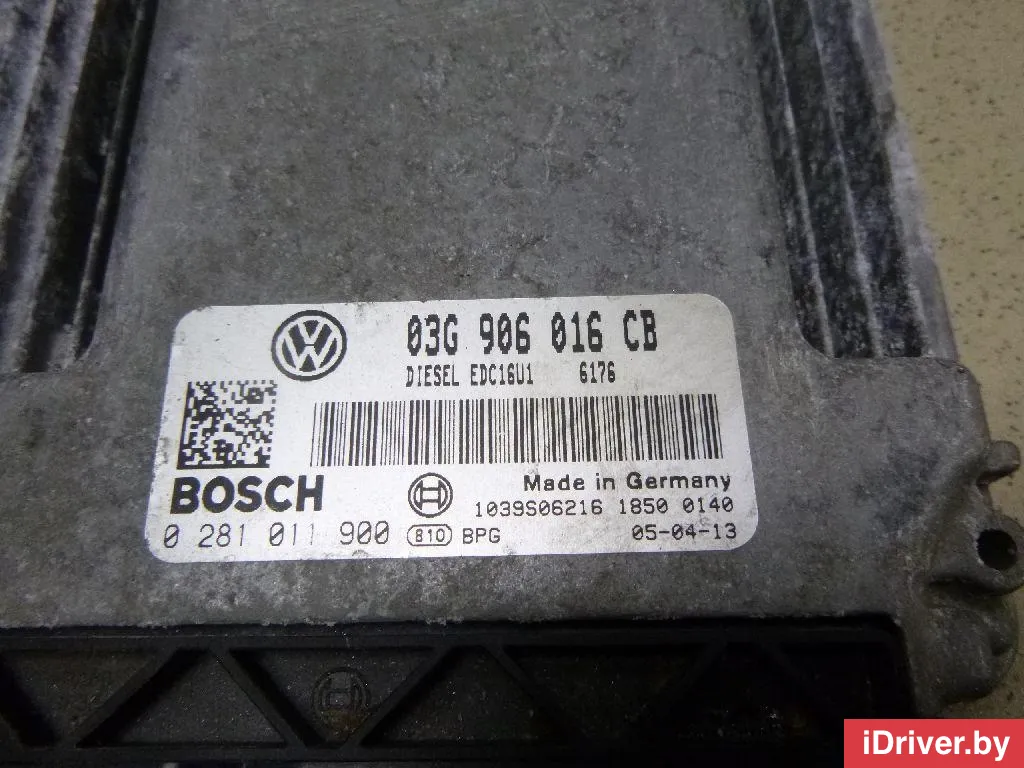 03G 906 016 CB
DIESEL EDC16U1 6176
BOSCH
Made in Germany
1039S06216 1850 0140
0 281 011 900 810 BPG 05-04-13
iDriver.by